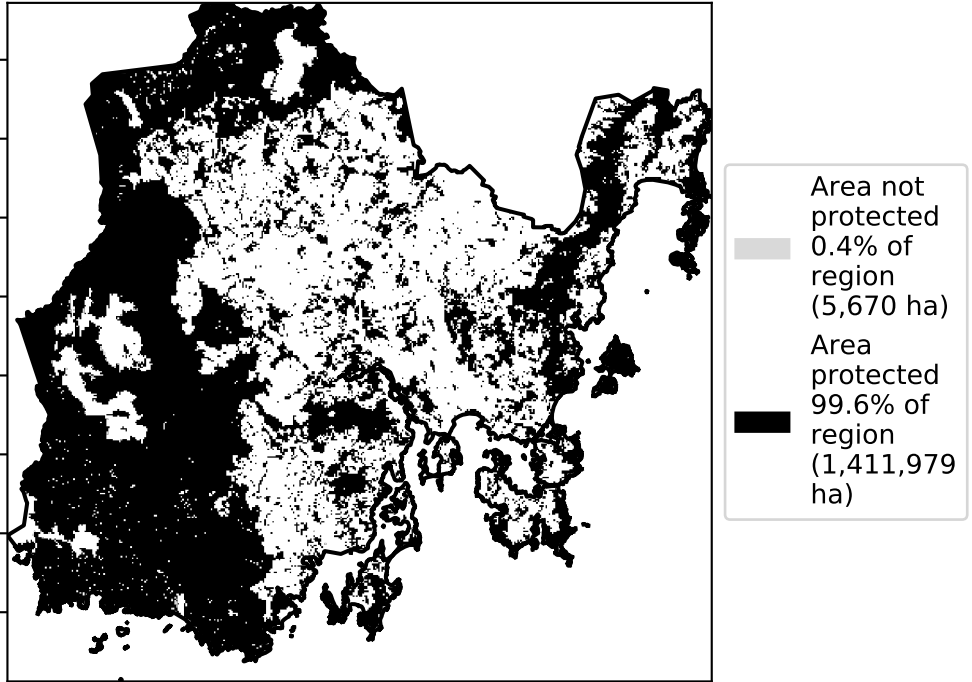 Area not
protected
0.4% of
region
(5,670 ha)
Area
protected
99.6% of
region
(1,411,979
ha)